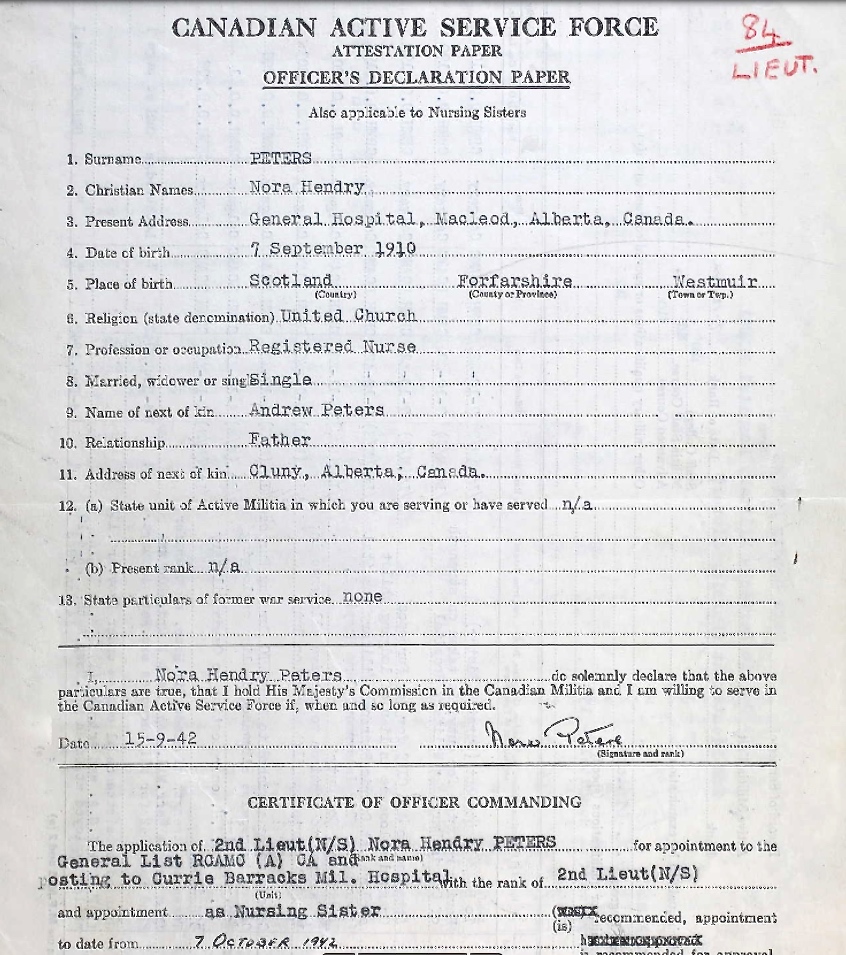 CANADIAN ACTIVE SERVICE FORCE
84
ATTESTATION PAPER
LIEUT.
OFFICER'S DECLARATION PAPER
Also applicable to Nursing Sisters
1. Surname PETERS
2. Christian Names Nora Hendry
3. Present Address General Hospital, Macleod, Alberta, Canada.
4. Date of birth 7 September 1910
5. Place of birth Scotland Forfarshire Westmuir
(Country) (County or Province) (Town or Twp.)
6. Religion (state denomination) United Church
7. Profession or occupation Registered Nurse
8. Married, widower or singl Single
9. Name of next of kin Andrew Peters
10. Relationship Father
11. Address of next of kin Cluny, Alberta, Canada.
12. (a) State unit of Active Militia in which you are serving or have served n/a
(b) Present rank n/a
13. State particulars of former war service none
I, Nora Hendry Peters do solemnly declare that the above
particulars are true, that I hold His Majesty's Commission in the Canadian Militia and I am willing to serve in
the Canadian Active Service Force if, when and so long as required.
Date 15-9-42 Nora Peters
(Signature and rank)
CERTIFICATE OF OFFICER COMMANDING
The application of 2nd Lieut(N/S) Nora Hendry PETERS for appointment to the
General List RCAMC (A) CA and (Rank and name)
posting to Currie Barracks Mil. Hospital with the rank of 2nd Lieut(N/S)
(Unit)
and appointment as Nursing Sister (is) recommended, appointment
to date from 7 OCTOBER 1942
is recommended for approval